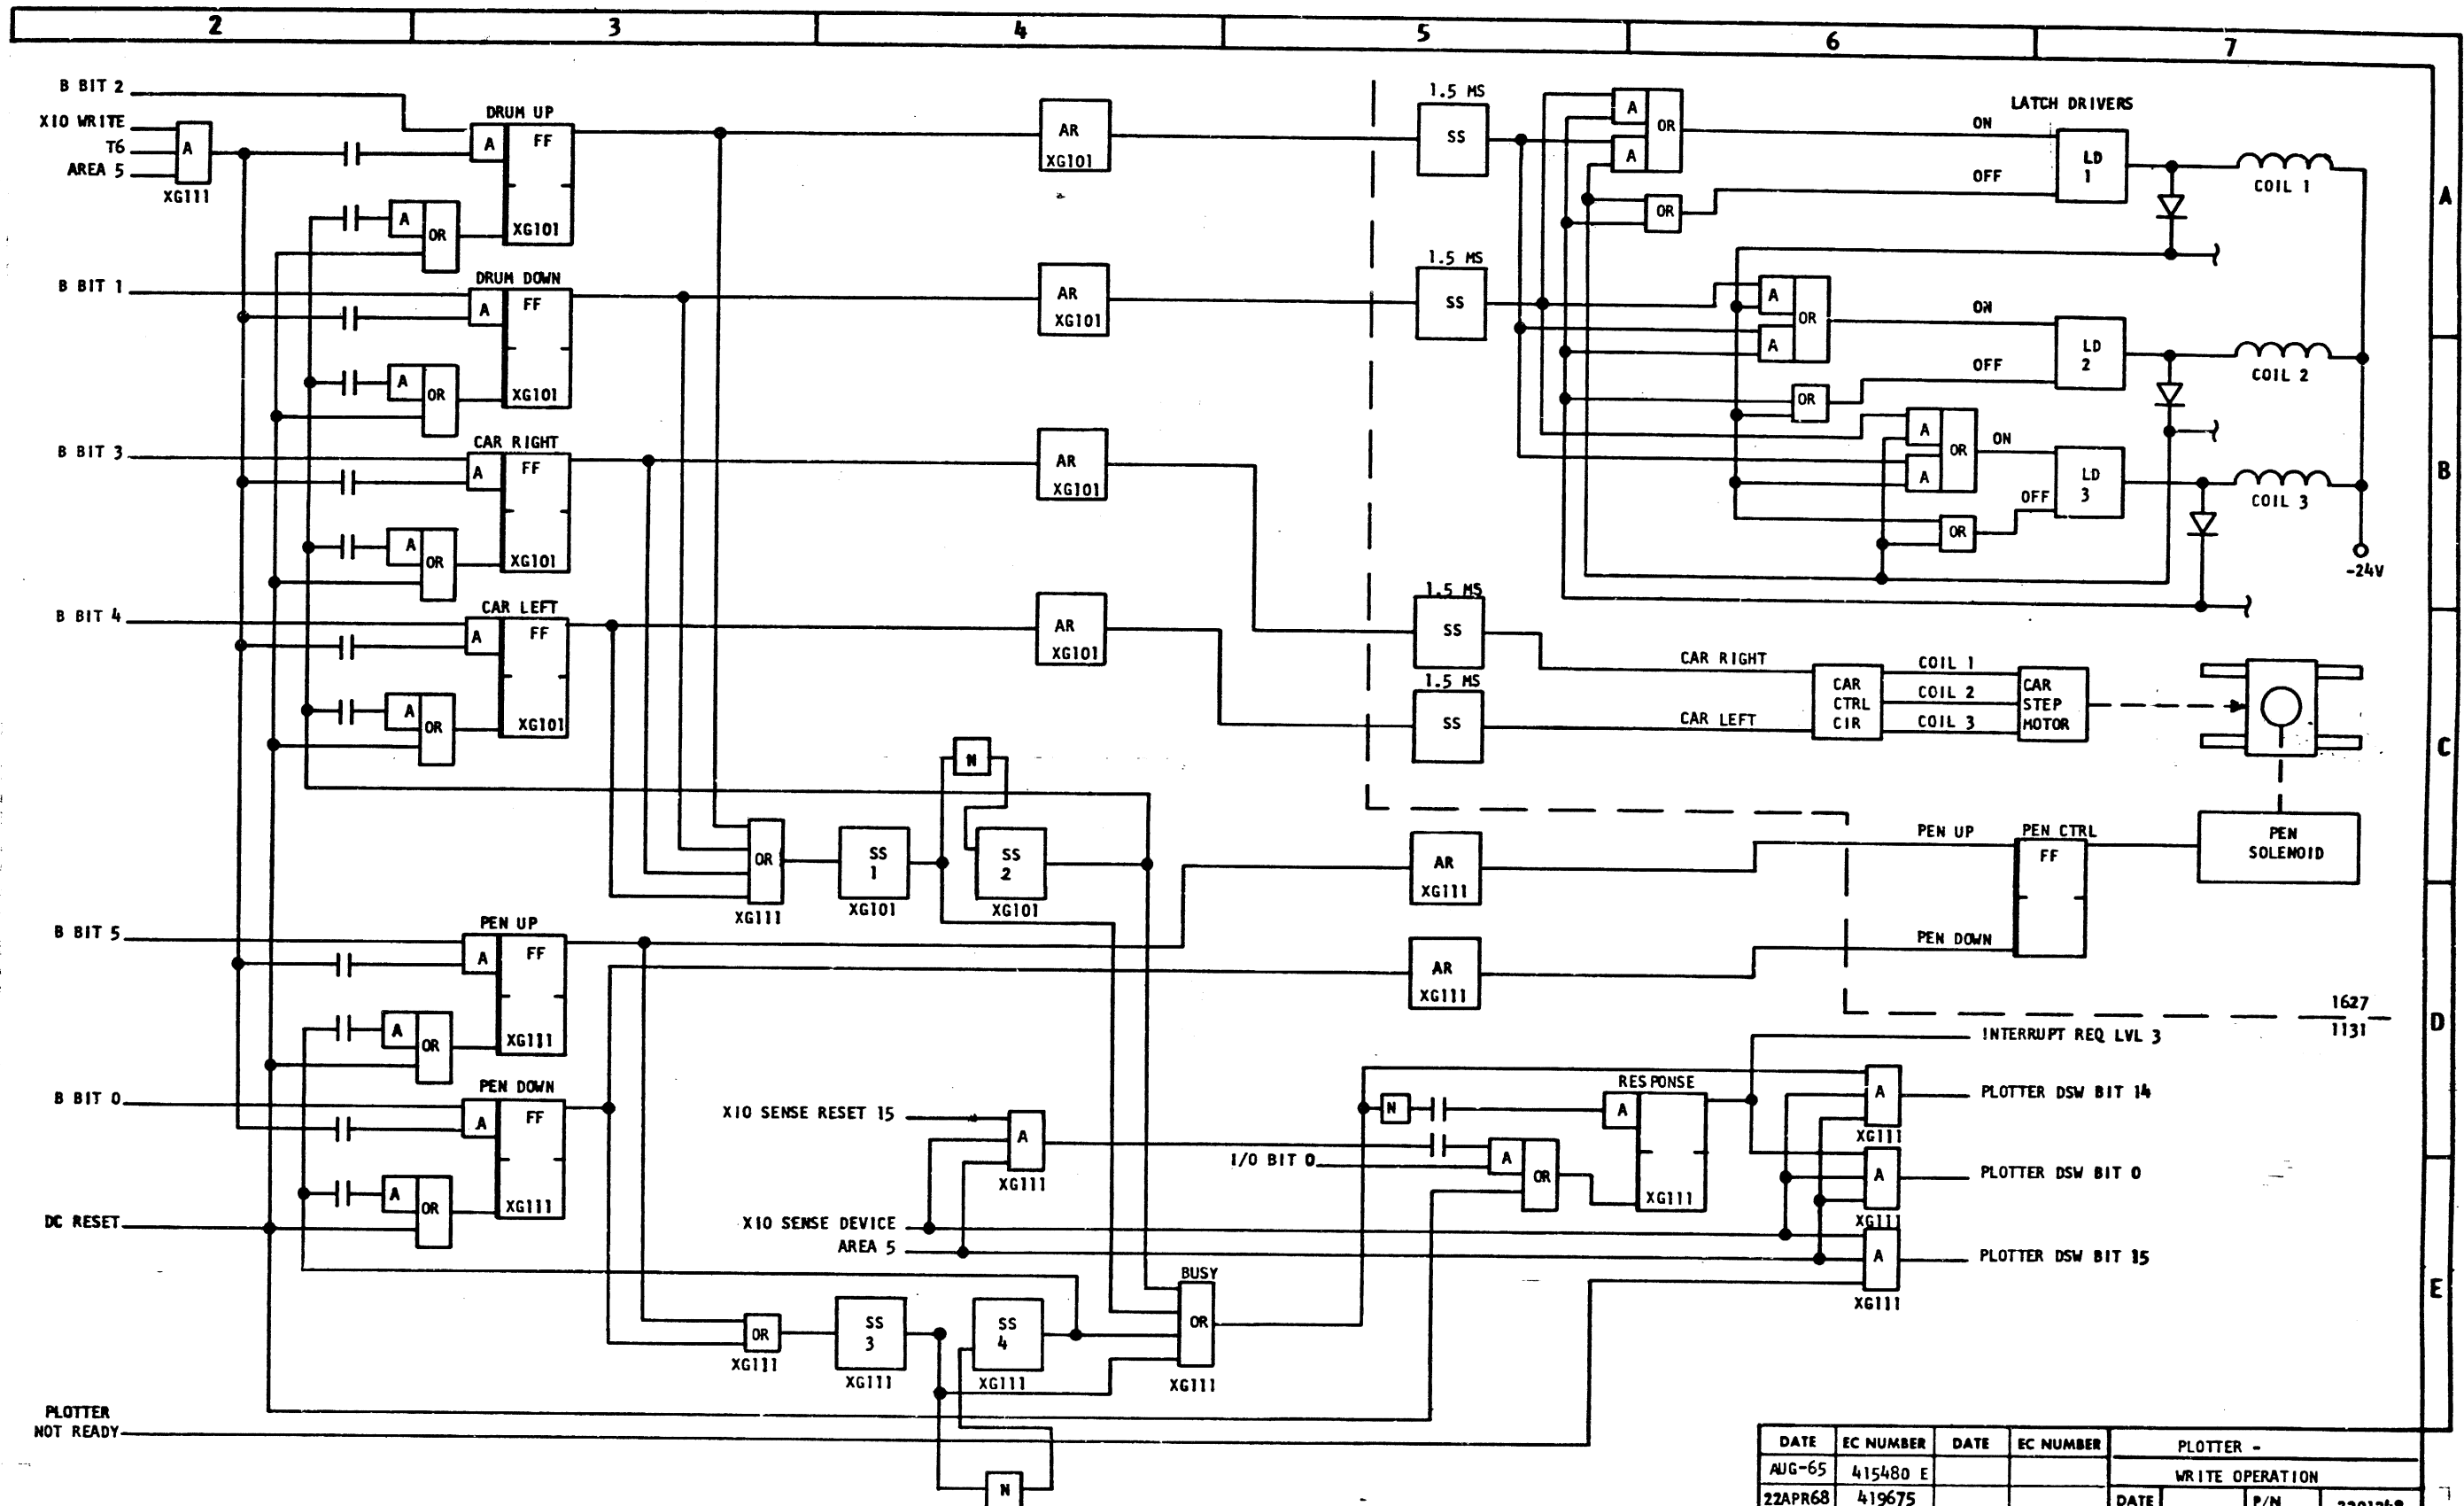 2 3 4 5 6 7
B BIT 2
XIO WRITE
T6
AREA 5
A
XG111
DRUM UP
A
A
FF
XG101
A
OR
AR
XG101
1.5 MS
SS
A
A
OR
OR
LATCH DRIVERS
ON
OFF
LD
1
COIL 1
A
B BIT 1
DRUM DOWN
A
FF
XG101
A
OR
AR
XG101
1.5 MS
SS
A
A
OR
OR
ON
OFF
LD
2
COIL 2
B BIT 3
CAR RIGHT
A
FF
XG101
A
OR
AR
XG101
A
A
OR
OR
ON
OFF
LD
3
COIL 3
-24V
B
B BIT 4
CAR LEFT
A
FF
XG101
A
OR
AR
XG101
1.5 MS
SS
1.5 MS
SS
CAR RIGHT
CAR LEFT
CAR
CTRL
CIR
COIL 1
COIL 2
COIL 3
CAR
STEP
MOTOR
C
N
OR
XG111
SS
1
XG101
SS
2
XG101
AR
XG111
PEN UP
PEN CTRL
FF
PEN
SOLENOID
B BIT 5
PEN UP
A
FF
XG111
A
OR
AR
XG111
PEN DOWN
1627
1131
D
B BIT 0
PEN DOWN
A
FF
XG111
A
OR
DC RESET
XIO SENSE RESET 15
A
XG111
I/O BIT 0
XIO SENSE DEVICE
AREA 5
N
RESPONSE
A
A
OR
XG111
INTERRUPT REQ LVL 3
A
XG111
PLOTTER DSW BIT 14
A
XG111
PLOTTER DSW BIT 0
A
XG111
PLOTTER DSW BIT 15
E
OR
XG111
SS
3
XG111
SS
4
XG111
BUSY
OR
XG111
PLOTTER
NOT READY
N
DATE EC NUMBER DATE EC NUMBER
AUG-65 415480 E
22APR68 419675
PLOTTER -
WRITE OPERATION
DATE P/N